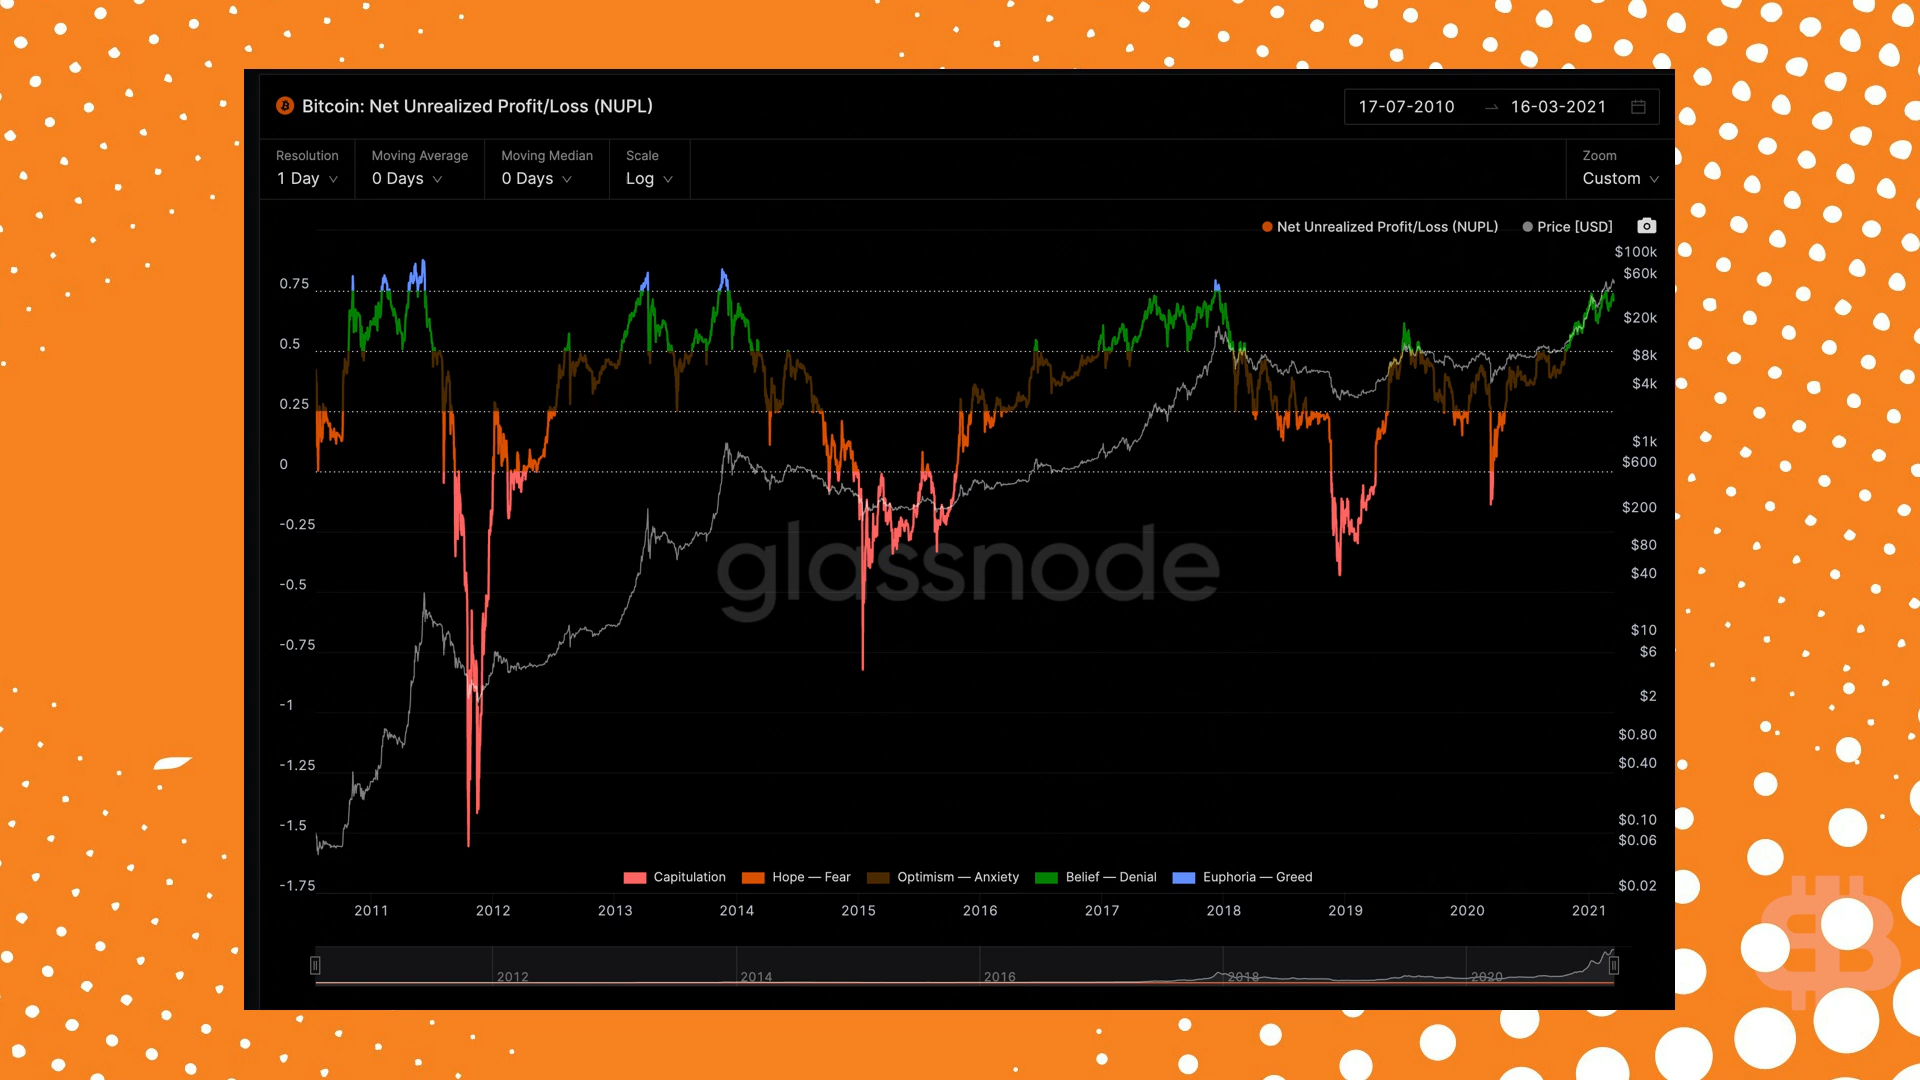 Bitcoin: Net Unrealized Profit/Loss (NUPL)
17-07-2010 → 16-03-2021
Resolution Moving Average Moving Median Scale Zoom
1 Day 0 Days 0 Days Log Custom
Net Unrealized Profit/Loss (NUPL) Price [USD]
0.75
0.5
0.25
0
-0.25
-0.5
-0.75
-1
-1.25
-1.5
-1.75
$100k
$60k
$20k
$8k
$4k
$1k
$600
$200
$80
$40
$10
$6
$2
$0.80
$0.40
$0.10
$0.06
$0.02
glassnode
Capitulation Hope — Fear Optimism — Anxiety Belief — Denial Euphoria — Greed
2011 2012 2013 2014 2015 2016 2017 2018 2019 2020 2021
2012 2014 2016 2018 2020